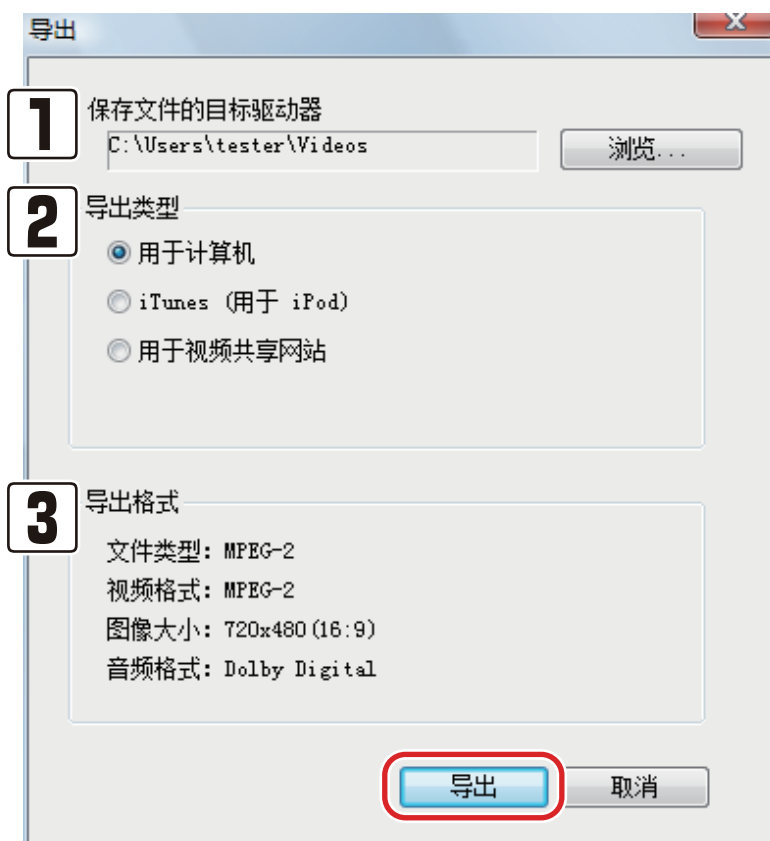 导出
1
保存文件的目标驱动器
C:\Users\tester\Videos
浏览...
2
导出类型
用于计算机
iTunes (用于 iPod)
用于视频共享网站
3
导出格式
文件类型: MPEG-2
视频格式: MPEG-2
图像大小: 720x480(16:9)
音频格式: Dolby Digital
导出
取消